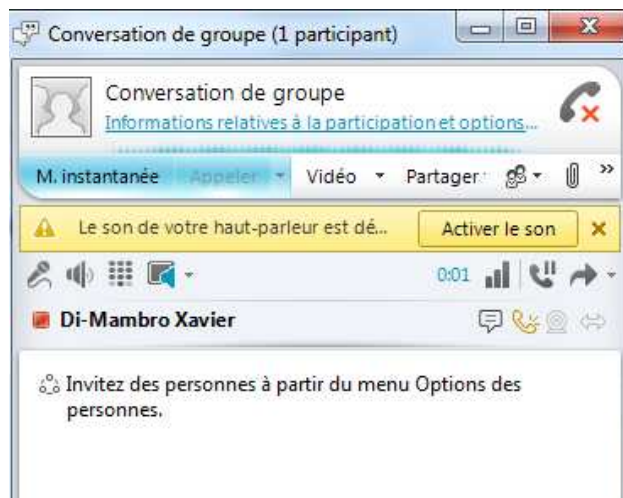 Conversation de groupe (1 participant)
Conversation de groupe
Informations relatives à la participation et options...
M. instantanée Appeler Vidéo Partager
Le son de votre haut-parleur est dé... Activer le son
0:01
Di-Mambro Xavier
Invitez des personnes à partir du menu Options des
personnes.